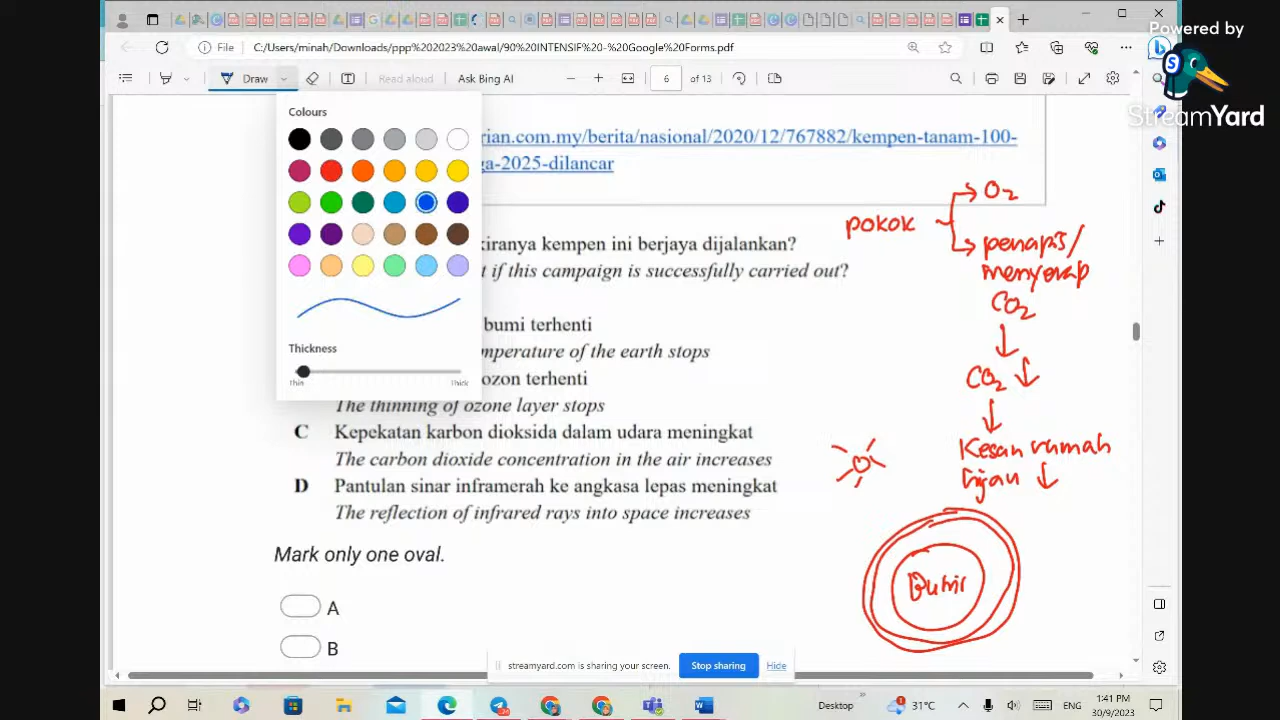 Powered by
StreamYard
File
C:/Users/minah/Downloads/ppp%202023%20awal/90%20INTENSIF%20-%20Google%20Forms.pdf
Draw
Read aloud
Ask Bing AI
6
of 13
Colours
Thickness
Thin
Thick
rian.com.my/berita/nasional/2020/12/767882/kempen-tanam-100-
ga-2025-dilancar
kiranya kempen ini berjaya dijalankan?
t if this campaign is successfully carried out?
bumi terhenti
mperature of the earth stops
ozon terhenti
The thinning of ozone layer stops
C Kepekatan karbon dioksida dalam udara meningkat
The carbon dioxide concentration in the air increases
D Pantulan sinar inframerah ke angkasa lepas meningkat
The reflection of infrared rays into space increases
Mark only one oval.
A
B
pokok
O₂
penapis/
menyerap
CO₂
↓
CO₂ ↓
↓
Kesan rumah
hijau ↓
Bumi
streamyard.com is sharing your screen.
Stop sharing
Hide
Desktop
31°C
ENG
1:41 PM
30/9/2023